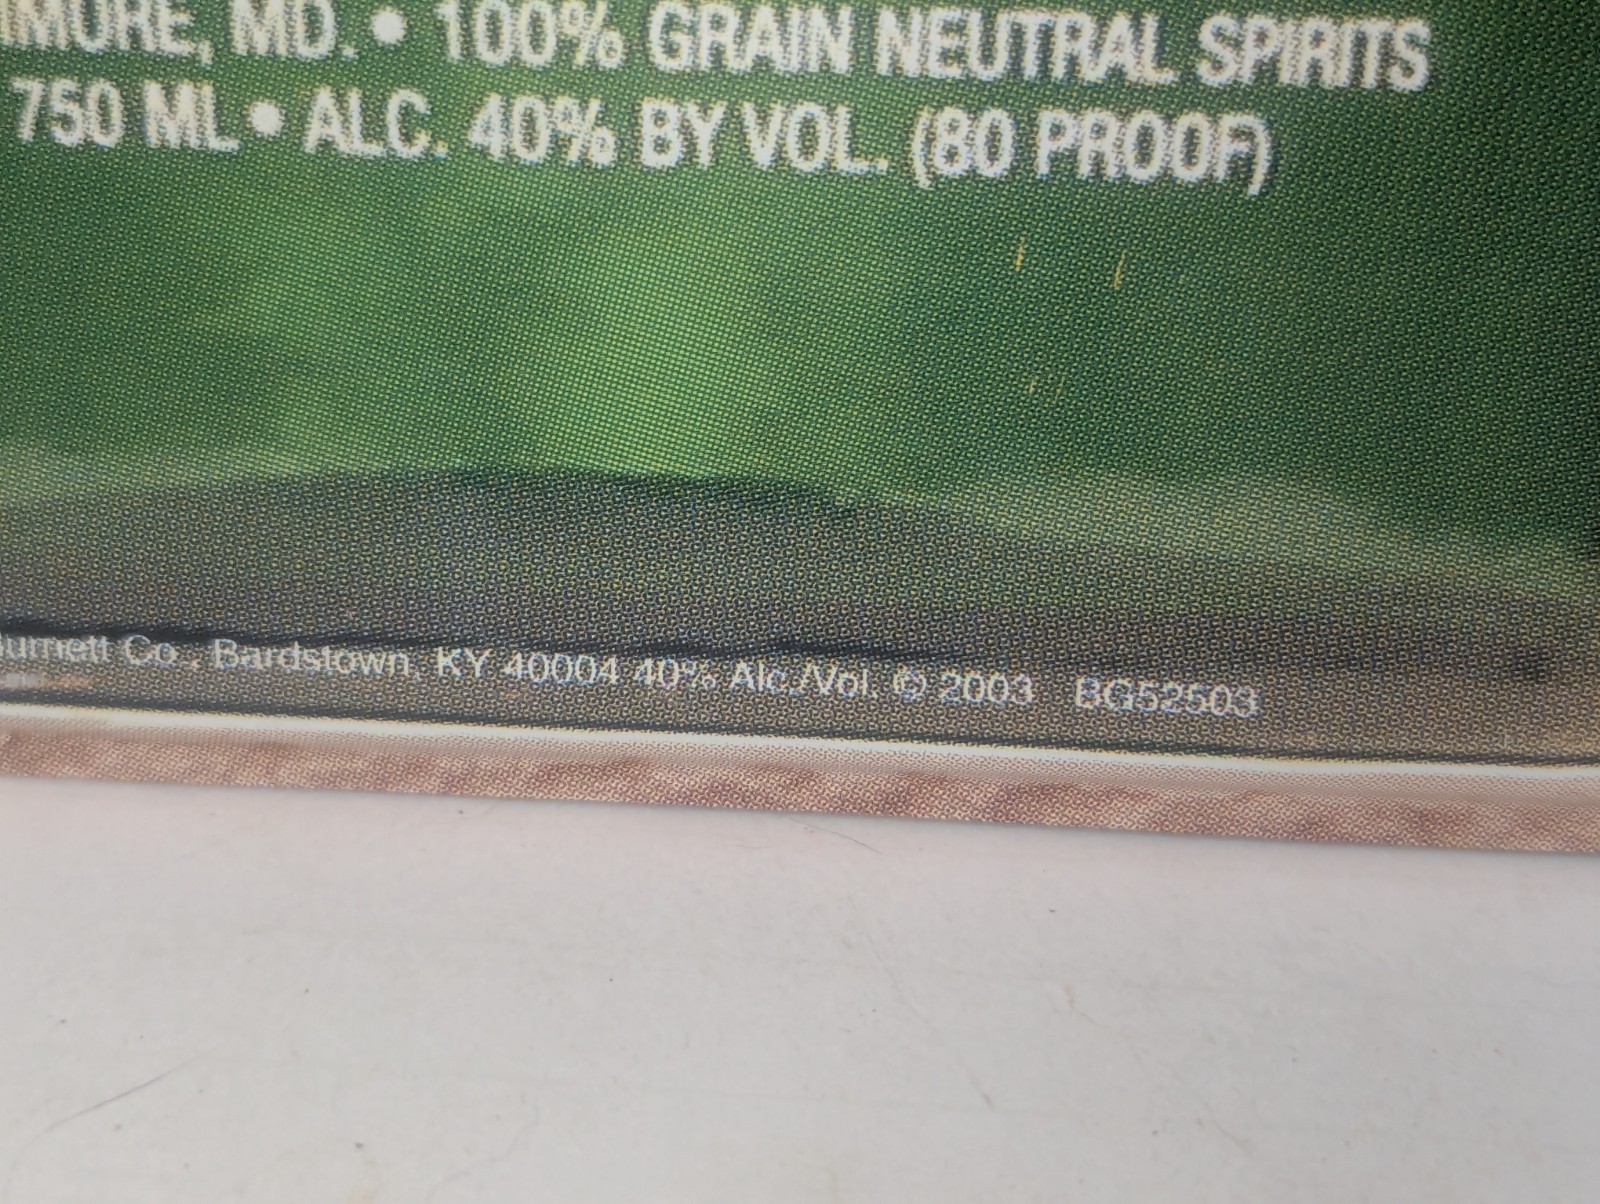 IMORE, MD. • 100% GRAIN NEUTRAL SPIRITS
750 ML • ALC. 40% BY VOL. (80 PROOF)
urnett Co., Bardstown, KY 40004 40% Alc./Vol. © 2003 BG52503